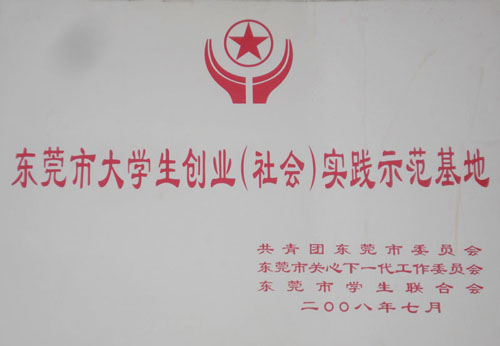 东莞市大学生创业(社会)实践示范基地
共青团东莞市委员会
东莞市关心下一代工作委员会
东莞市学生联合会
二〇〇八年七月